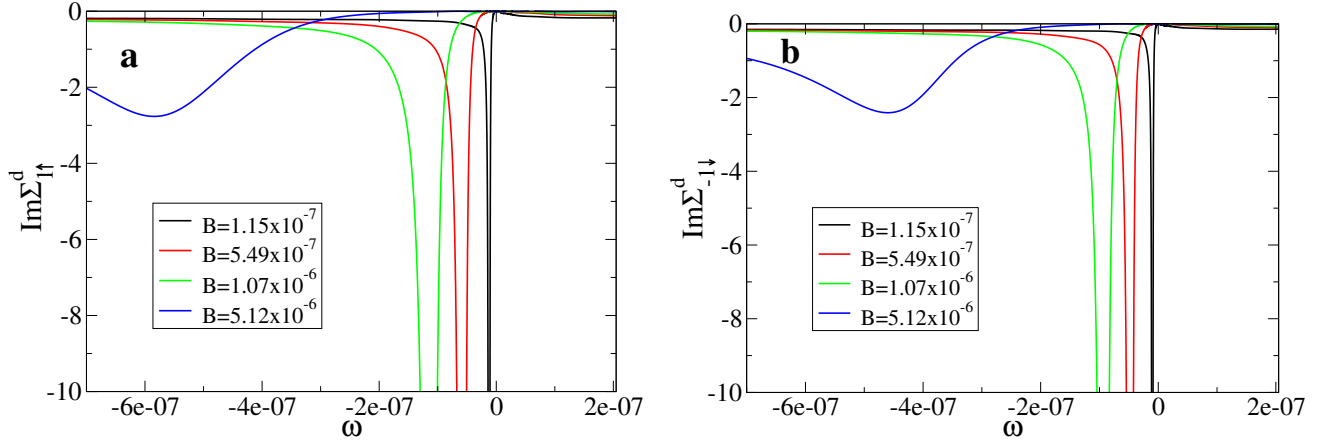 a
0
-2
-4
-6
-8
-10
ImΣ^d_{1⇑}
B=1.15x10^{-7}
B=5.49x10^{-7}
B=1.07x10^{-6}
B=5.12x10^{-6}
-6e-07 -4e-07 -2e-07 0 2e-07
ω
b
0
-2
-4
-6
-8
-10
ImΣ^d_{-1⇓}
B=1.15x10^{-7}
B=5.49x10^{-7}
B=1.07x10^{-6}
B=5.12x10^{-6}
-6e-07 -4e-07 -2e-07 0 2e-07
ω